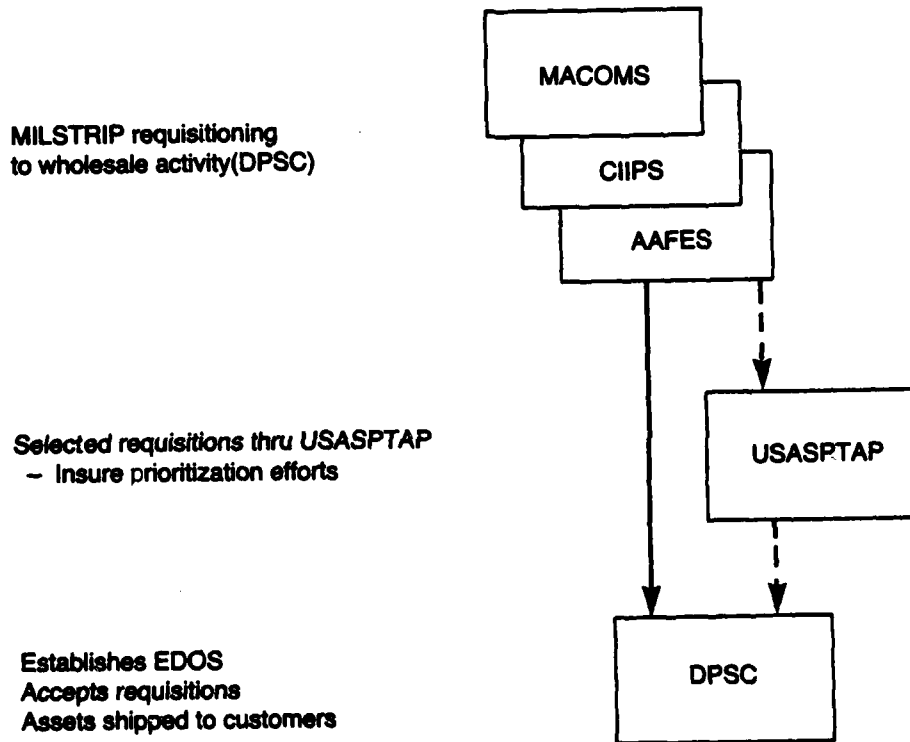 MACOMS
MILSTRIP requisitioning
to wholesale activity(DPSC)
CIIPS
AAFES
Selected requisitions thru USASPTAP
– Insure prioritization efforts
USASPTAP
Establishes EDOS
Accepts requisitions
Assets shipped to customers
DPSC